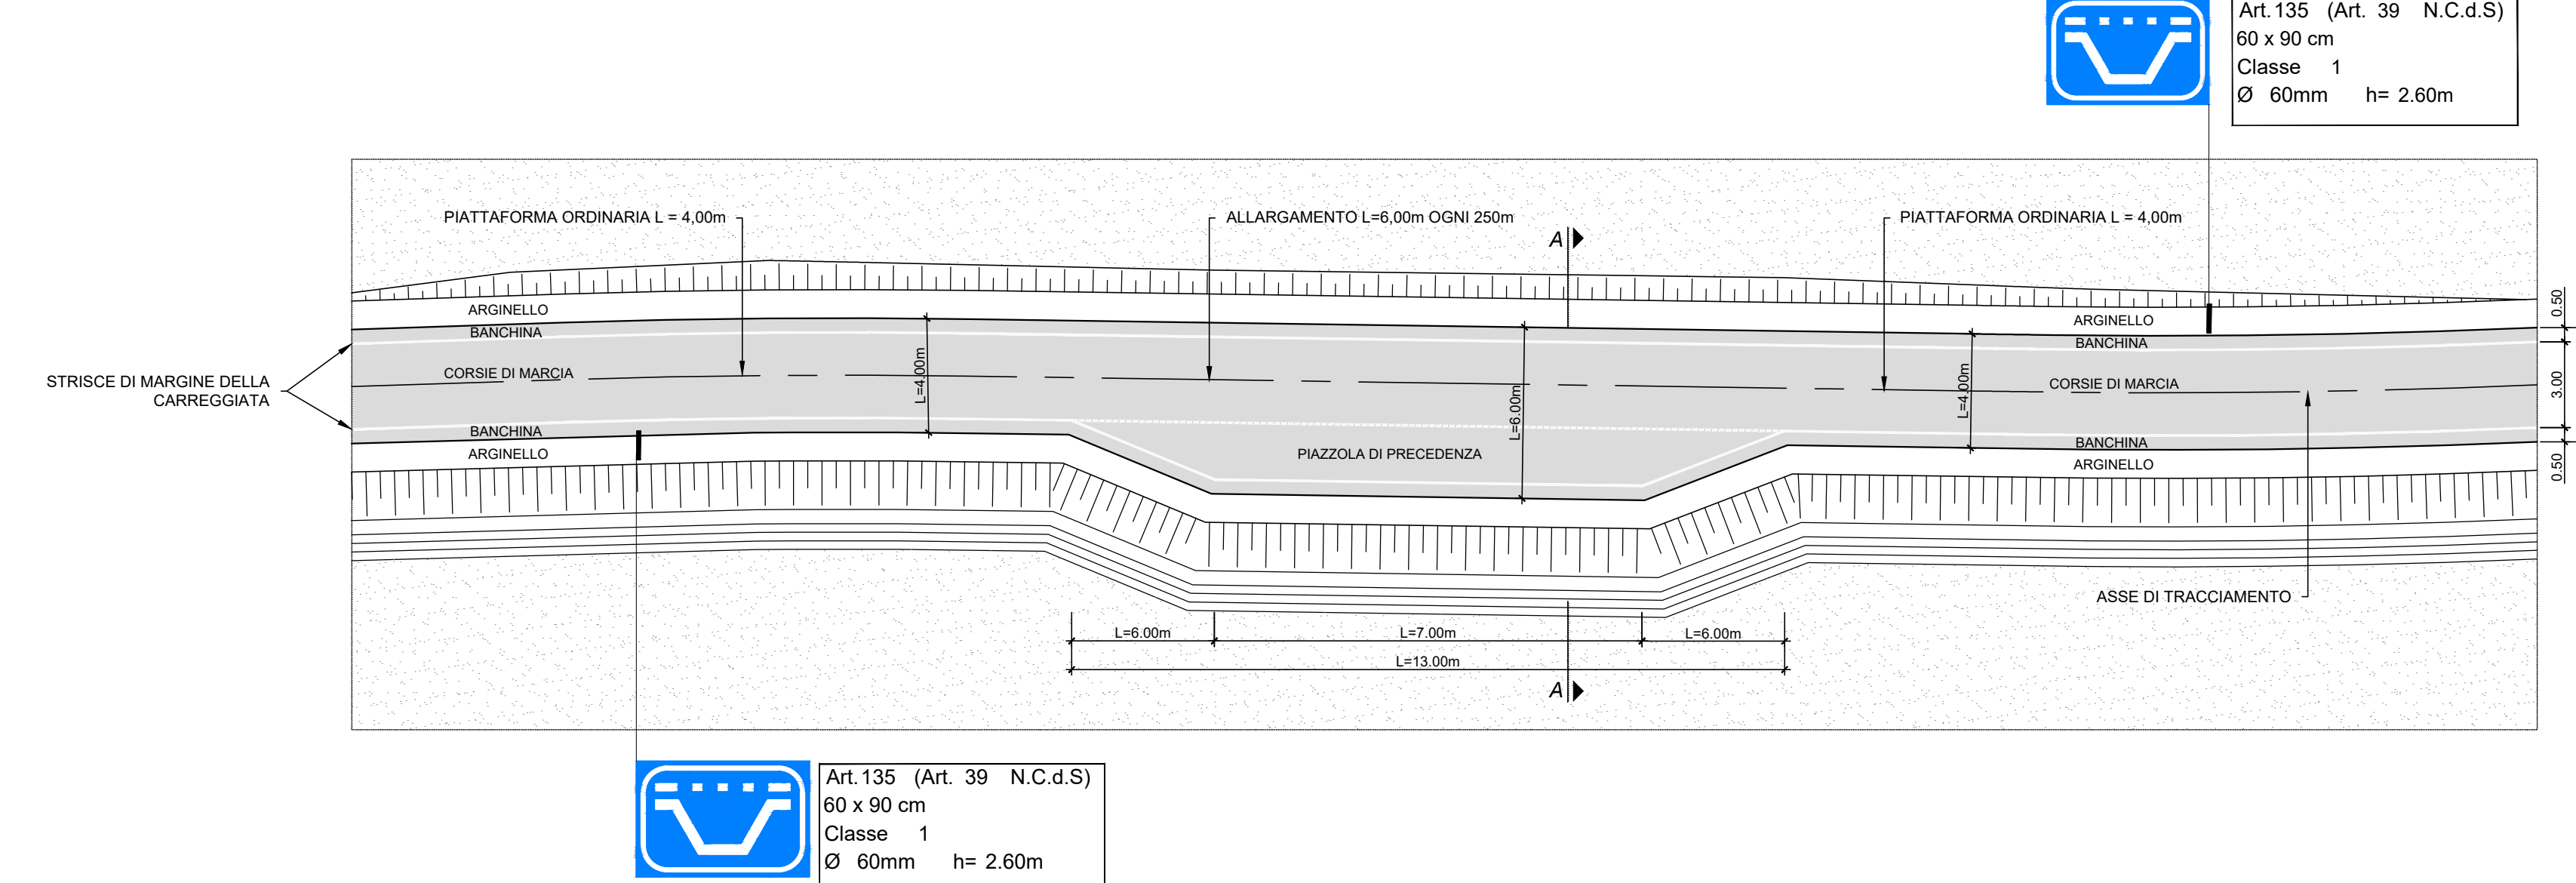 Art.135 (Art. 39 N.C.d.S)
60 x 90 cm
Classe 1
Ø 60mm h= 2.60m
PIATTAFORMA ORDINARIA L = 4,00m
ALLARGAMENTO L=6,00m OGNI 250m
PIATTAFORMA ORDINARIA L = 4,00m
A
ARGINELLO
BANCHINA
CORSIE DI MARCIA
BANCHINA
ARGINELLO
STRISCE DI MARGINE DELLA
CARREGGIATA
L=4.00m
L=6.00m
PIAZZOLA DI PRECEDENZA
L=4.00m
ARGINELLO
BANCHINA
CORSIE DI MARCIA
BANCHINA
ARGINELLO
0.50
3.00
0.50
ASSE DI TRACCIAMENTO
L=6.00m
L=7.00m
L=6.00m
L=13.00m
A
Art.135 (Art. 39 N.C.d.S)
60 x 90 cm
Classe 1
Ø 60mm h= 2.60m